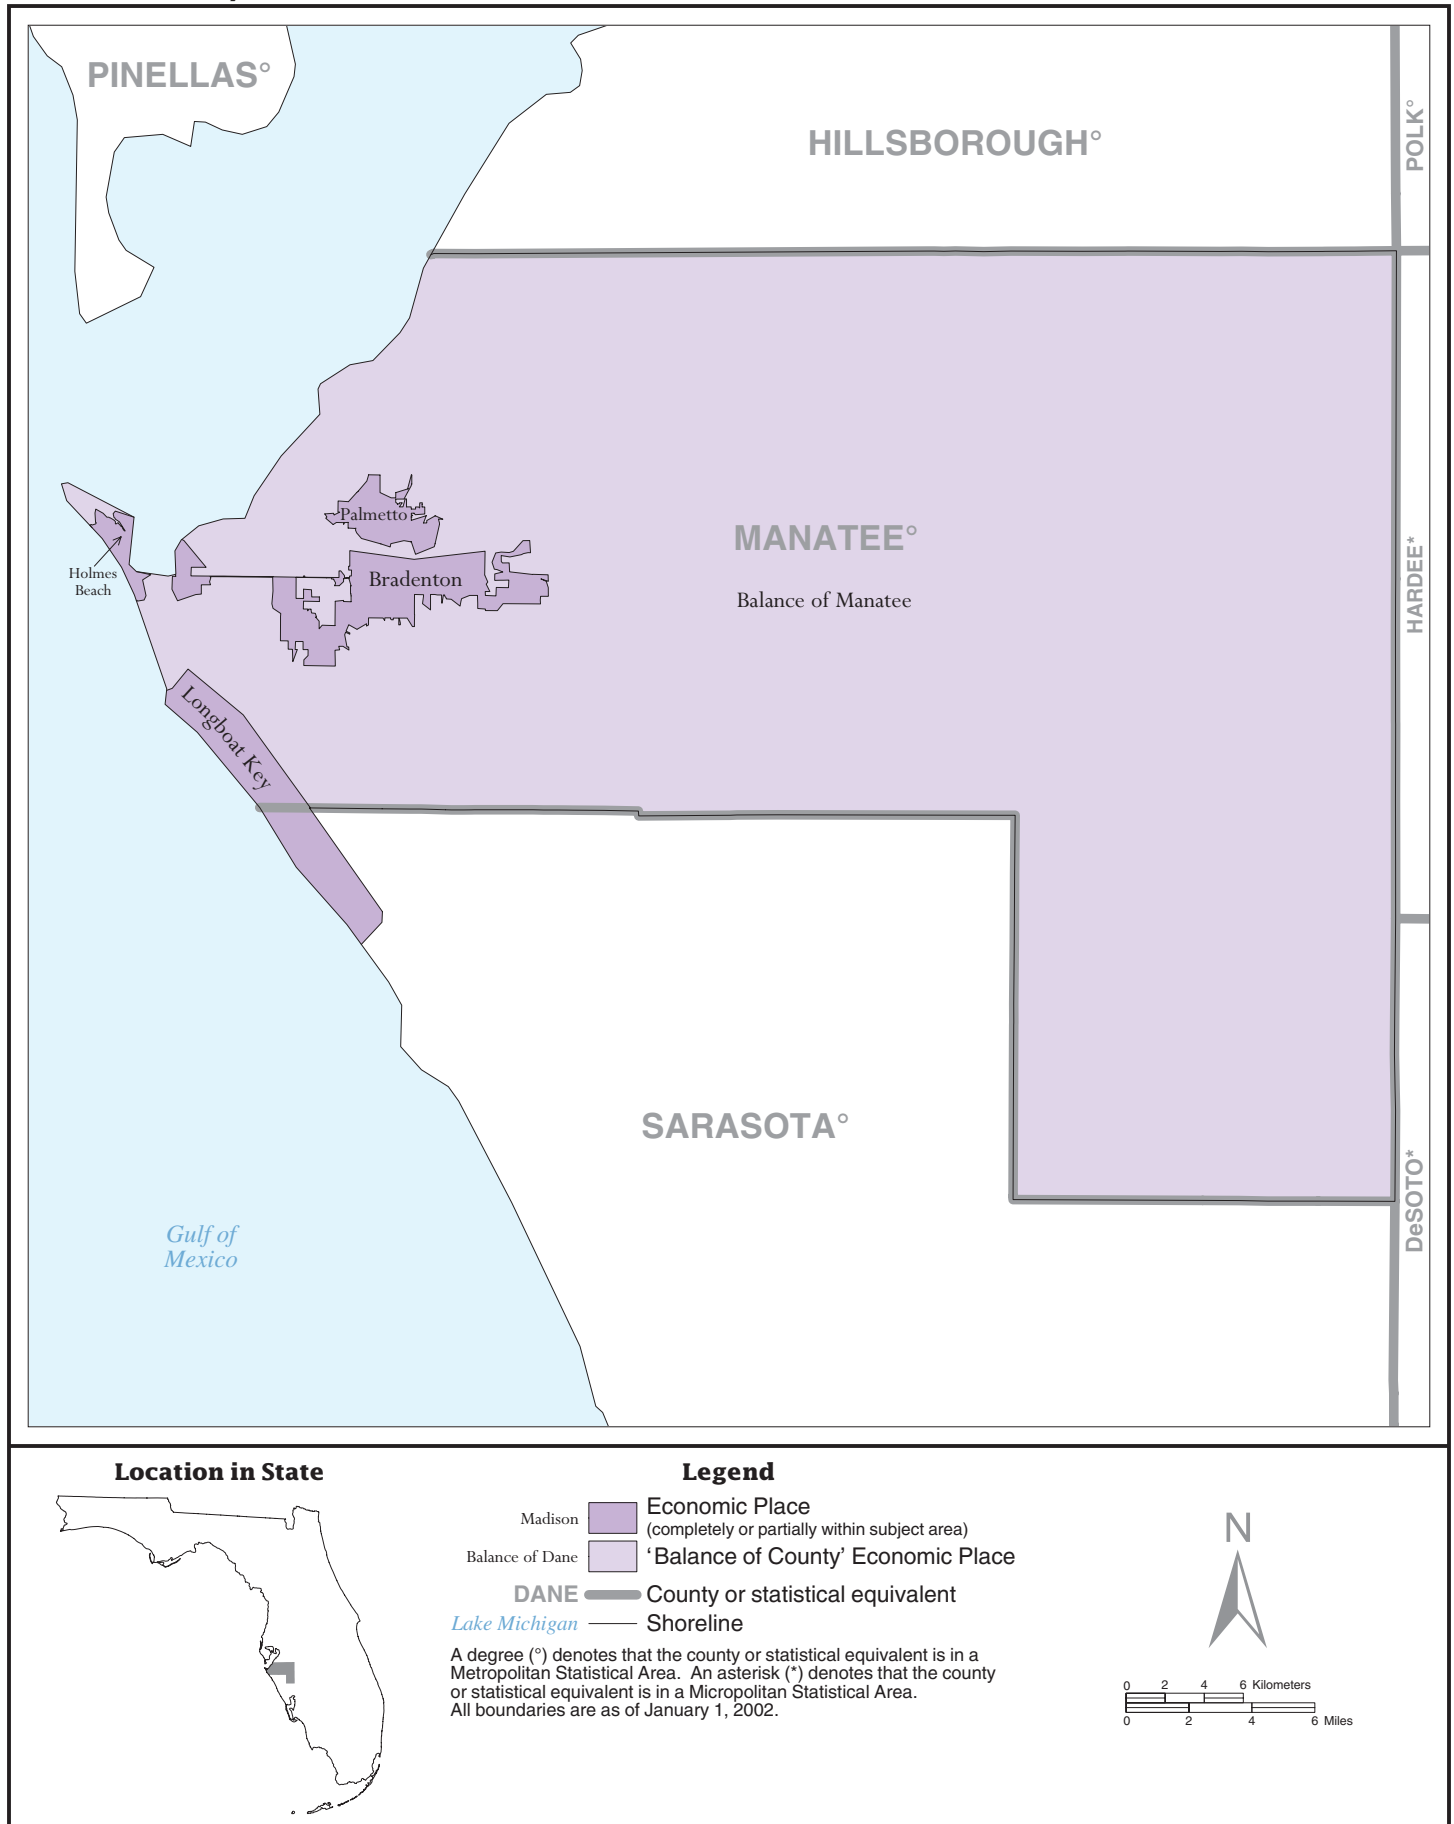 PINELLAS°
HILLSBOROUGH°
POLK°
Palmetto
MANATEE°
Holmes
Beach
Bradenton
Balance of Manatee
HARDEE*
Longboat Key
SARASOTA°
DeSOTO*
Gulf of
Mexico
Location in State
Legend
Madison
Economic Place
(completely or partially within subject area)
Balance of Dane
‘Balance of County’ Economic Place
DANE
County or statistical equivalent
Lake Michigan
Shoreline
A degree (°) denotes that the county or statistical equivalent is in a
Metropolitan Statistical Area.  An asterisk (*) denotes that the county
or statistical equivalent is in a Micropolitan Statistical Area.
All boundaries are as of January 1, 2002.
N
0 2 4 6 Kilometers
0 2 4 6 Miles